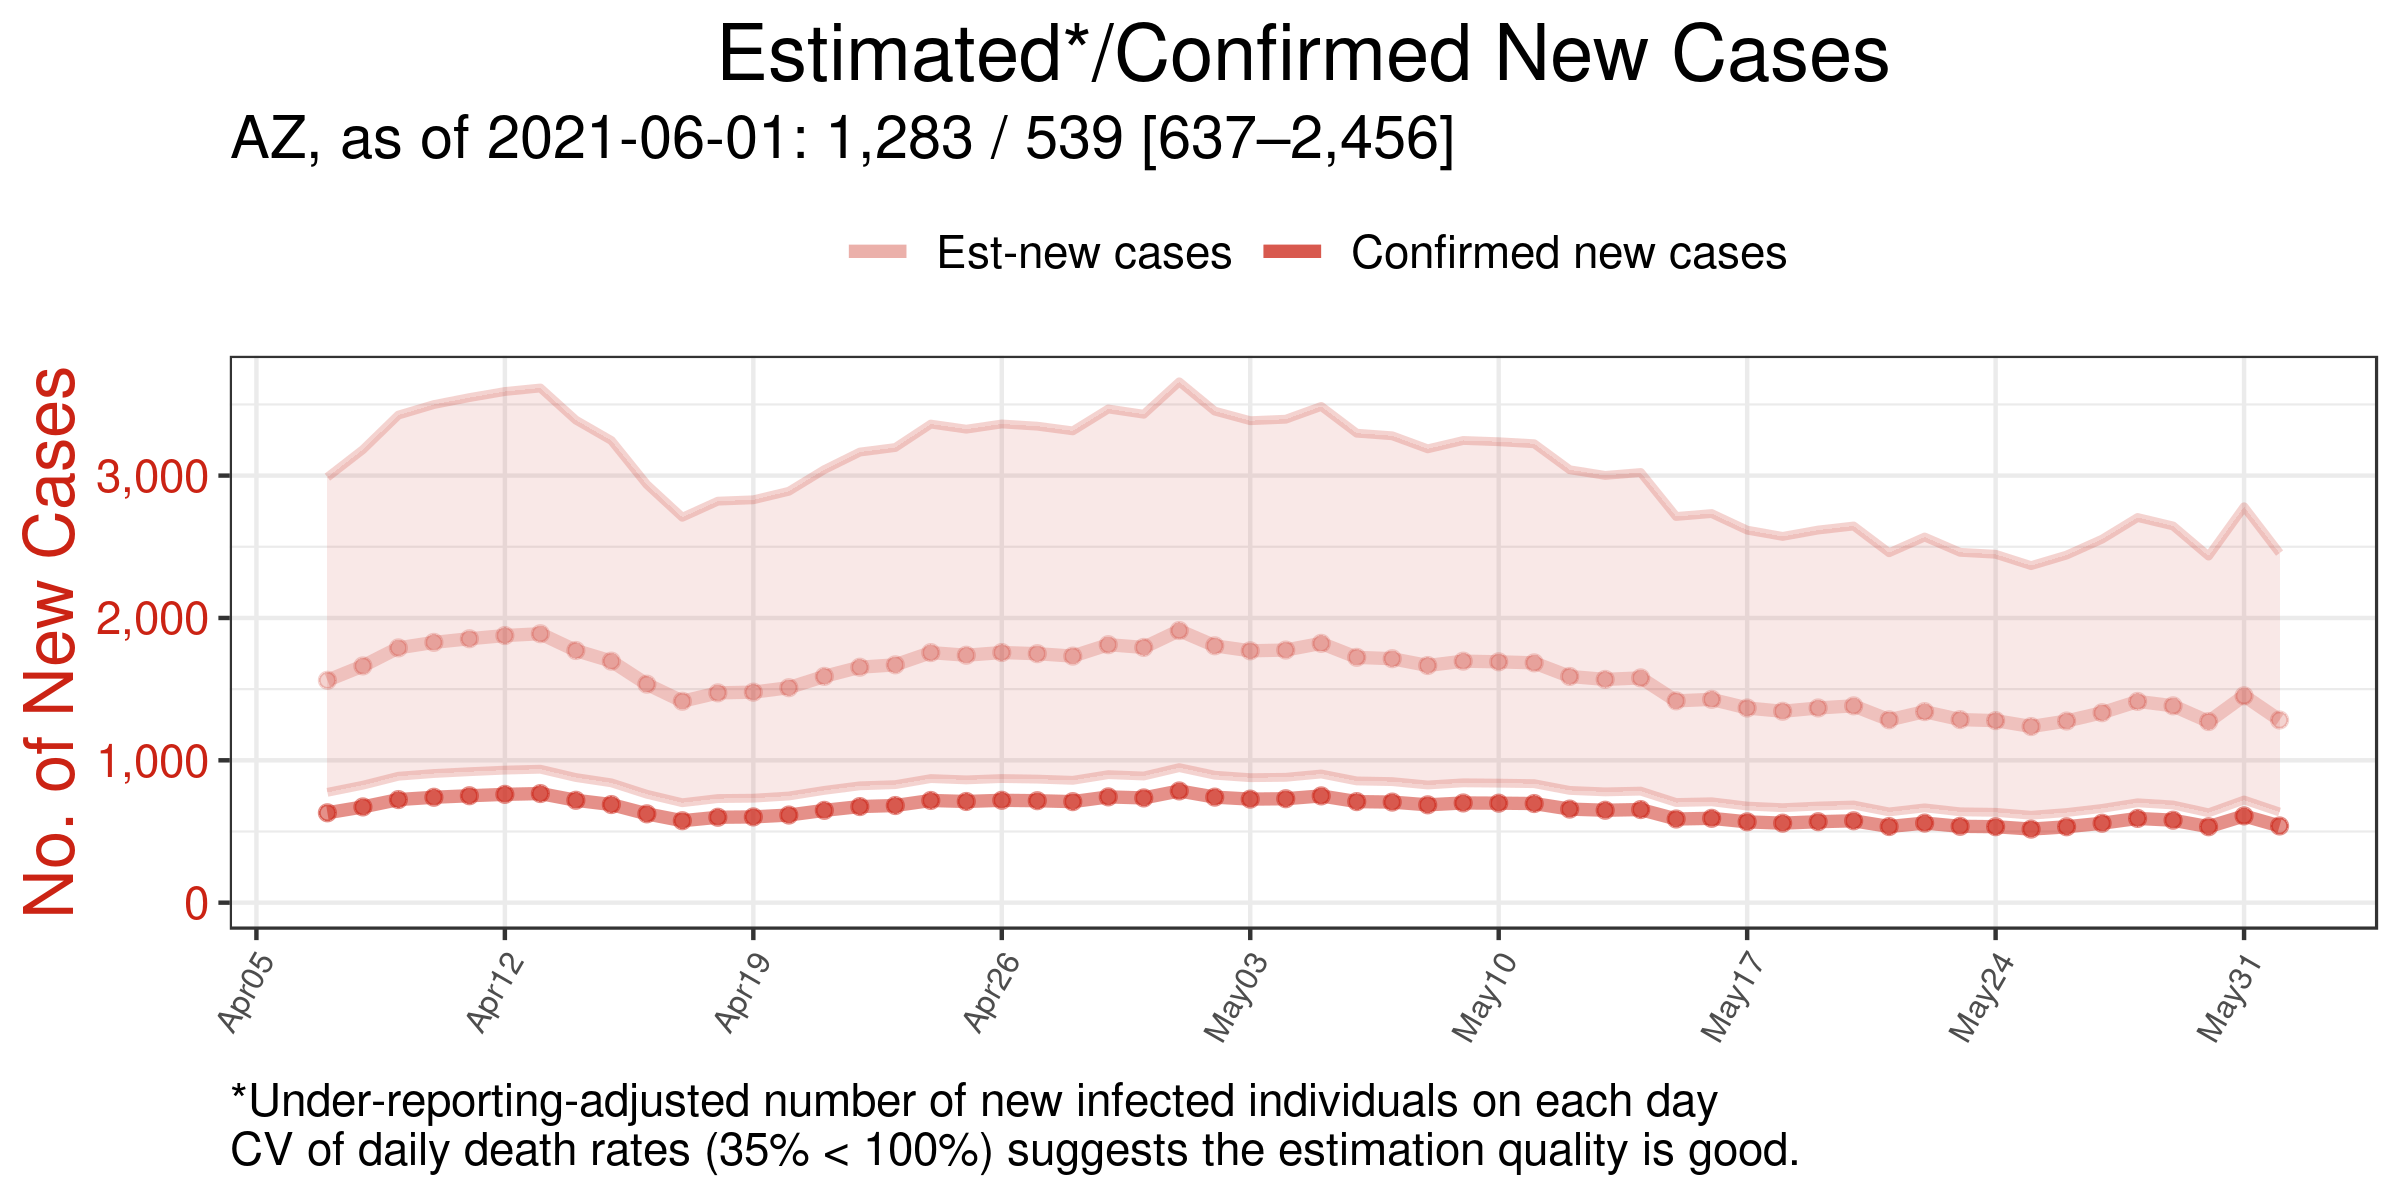 Estimated*/Confirmed New Cases
AZ, as of 2021-06-01: 1,283 / 539 [637–2,456]
Est-new cases Confirmed new cases
No. of New Cases
3,000
2,000
1,000
0
Apr05 Apr12 Apr19 Apr26 May03 May10 May17 May24 May31
*Under-reporting-adjusted number of new infected individuals on each day
CV of daily death rates (35% < 100%) suggests the estimation quality is good.